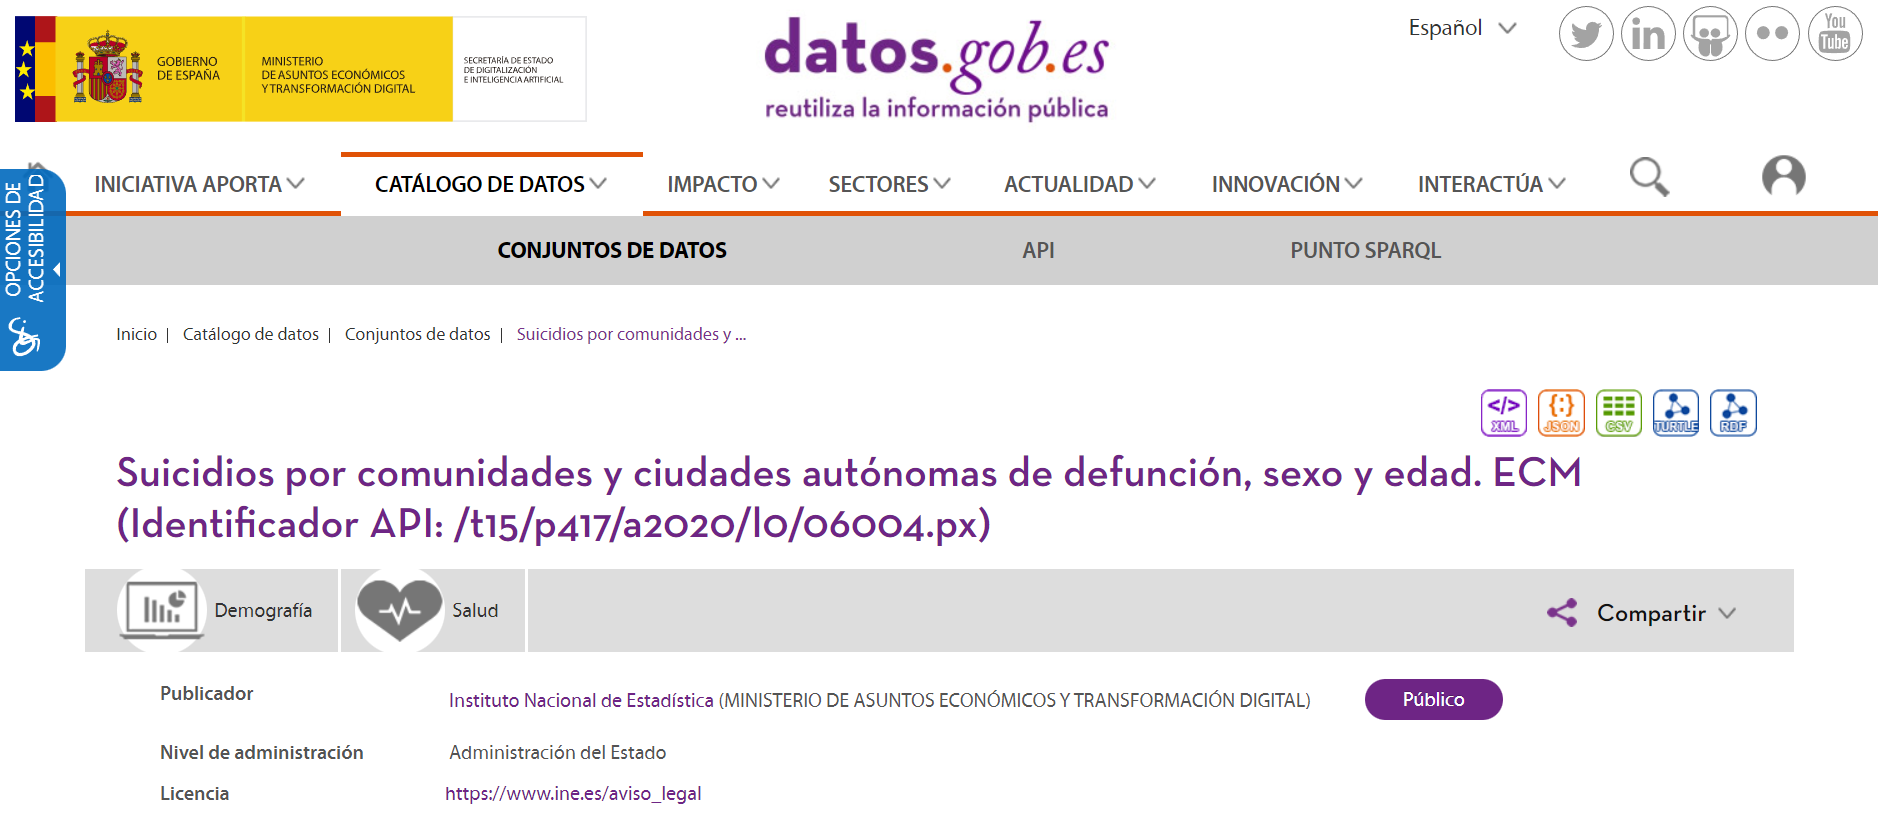 GOBIERNO
DE ESPAÑA
MINISTERIO
DE ASUNTOS ECONÓMICOS
Y TRANSFORMACIÓN DIGITAL
SECRETARÍA DE ESTADO
DE DIGITALIZACIÓN
E INTELIGENCIA ARTIFICIAL
datos.gob.es
reutiliza la información pública
Español
You
Tube
INICIATIVA APORTA
CATÁLOGO DE DATOS
IMPACTO
SECTORES
ACTUALIDAD
INNOVACIÓN
INTERACTÚA
OPCIONES DE
ACCESIBILIDAD
CONJUNTOS DE DATOS
API
PUNTO SPARQL
Inicio | Catálogo de datos | Conjuntos de datos | Suicidios por comunidades y ...
</> {:}
XML JSON CSV TURTLE RDF
Suicidios por comunidades y ciudades autónomas de defunción, sexo y edad. ECM
(Identificador API: /t15/p417/a2020/l0/06004.px)
Demografía
Salud
Compartir
Publicador
Instituto Nacional de Estadística (MINISTERIO DE ASUNTOS ECONÓMICOS Y TRANSFORMACIÓN DIGITAL)
Público
Nivel de administración
Administración del Estado
Licencia
https://www.ine.es/aviso_legal